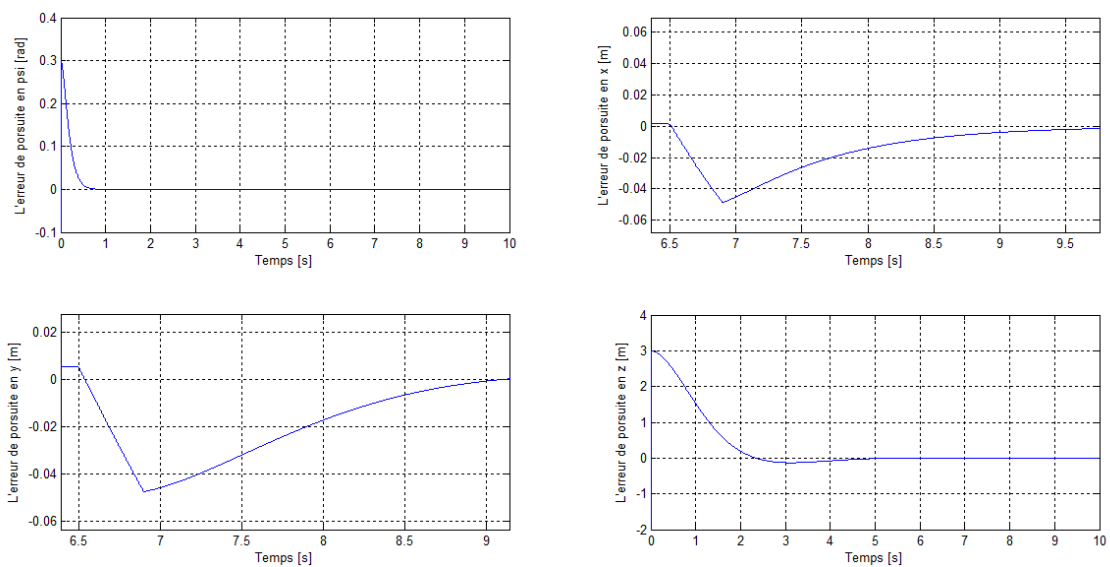 L'erreur de porsuite en psi [rad]
0.4
0.3
0.2
0.1
0
-0.1
0 1 2 3 4 5 6 7 8 9 10
Temps [s]
L'erreur de porsuite en x [m]
0.06
0.04
0.02
0
-0.02
-0.04
-0.06
6.5 7 7.5 8 8.5 9 9.5
Temps [s]
L'erreur de porsuite en y [m]
0.02
0
-0.02
-0.04
-0.06
6.5 7 7.5 8 8.5 9
Temps [s]
L'erreur de porsuite en z [m]
4
3
2
1
0
-1
-2
0 1 2 3 4 5 6 7 8 9 10
Temps [s]